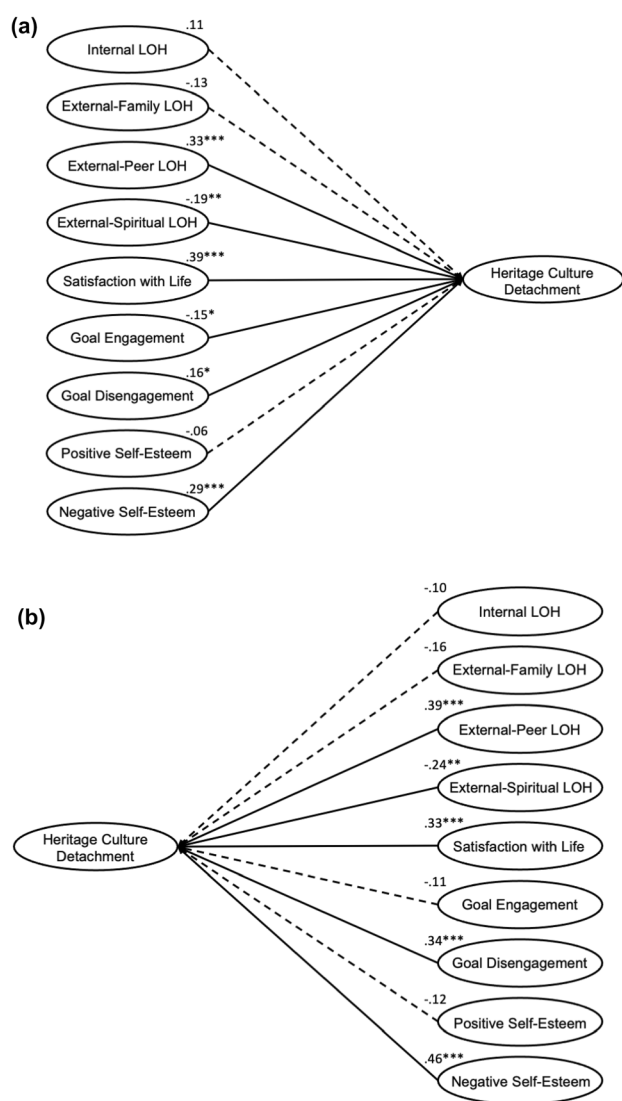 (a)
.11
Internal LOH
-.13
External-Family LOH
.33***
External-Peer LOH
-.19**
External-Spiritual LOH
.39***
Satisfaction with Life
Heritage Culture
Detachment
-.15*
Goal Engagement
.16*
Goal Disengagement
-.06
Positive Self-Esteem
.29***
Negative Self-Esteem
(b)
-.10
Internal LOH
-.16
External-Family LOH
.39***
External-Peer LOH
-.24**
External-Spiritual LOH
.33***
Satisfaction with Life
Heritage Culture
Detachment
-.11
Goal Engagement
.34***
Goal Disengagement
-.12
Positive Self-Esteem
.46***
Negative Self-Esteem